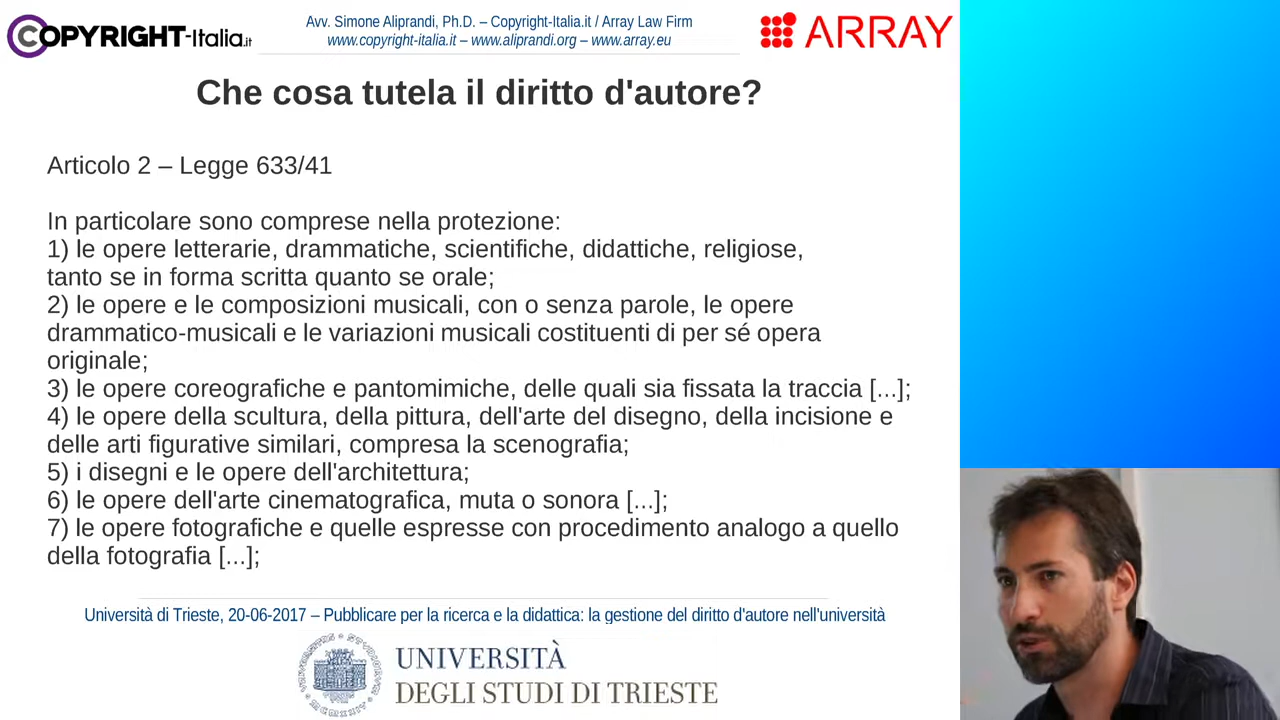 COPYRIGHT-Italia.it
Avv. Simone Aliprandi, Ph.D. – Copyright-Italia.it / Array Law Firm
www.copyright-italia.it – www.aliprandi.org – www.array.eu
ARRAY
Che cosa tutela il diritto d'autore?
Articolo 2 – Legge 633/41
In particolare sono comprese nella protezione:
1) le opere letterarie, drammatiche, scientifiche, didattiche, religiose,
tanto se in forma scritta quanto se orale;
2) le opere e le composizioni musicali, con o senza parole, le opere
drammatico-musicali e le variazioni musicali costituenti di per sé opera
originale;
3) le opere coreografiche e pantomimiche, delle quali sia fissata la traccia [...];
4) le opere della scultura, della pittura, dell'arte del disegno, della incisione e
delle arti figurative similari, compresa la scenografia;
5) i disegni e le opere dell'architettura;
6) le opere dell'arte cinematografica, muta o sonora [...];
7) le opere fotografiche e quelle espresse con procedimento analogo a quello
della fotografia [...];
Università di Trieste, 20-06-2017 – Pubblicare per la ricerca e la didattica: la gestione del diritto d'autore nell'università
UNIVERSITÀ
DEGLI STUDI DI TRIESTE